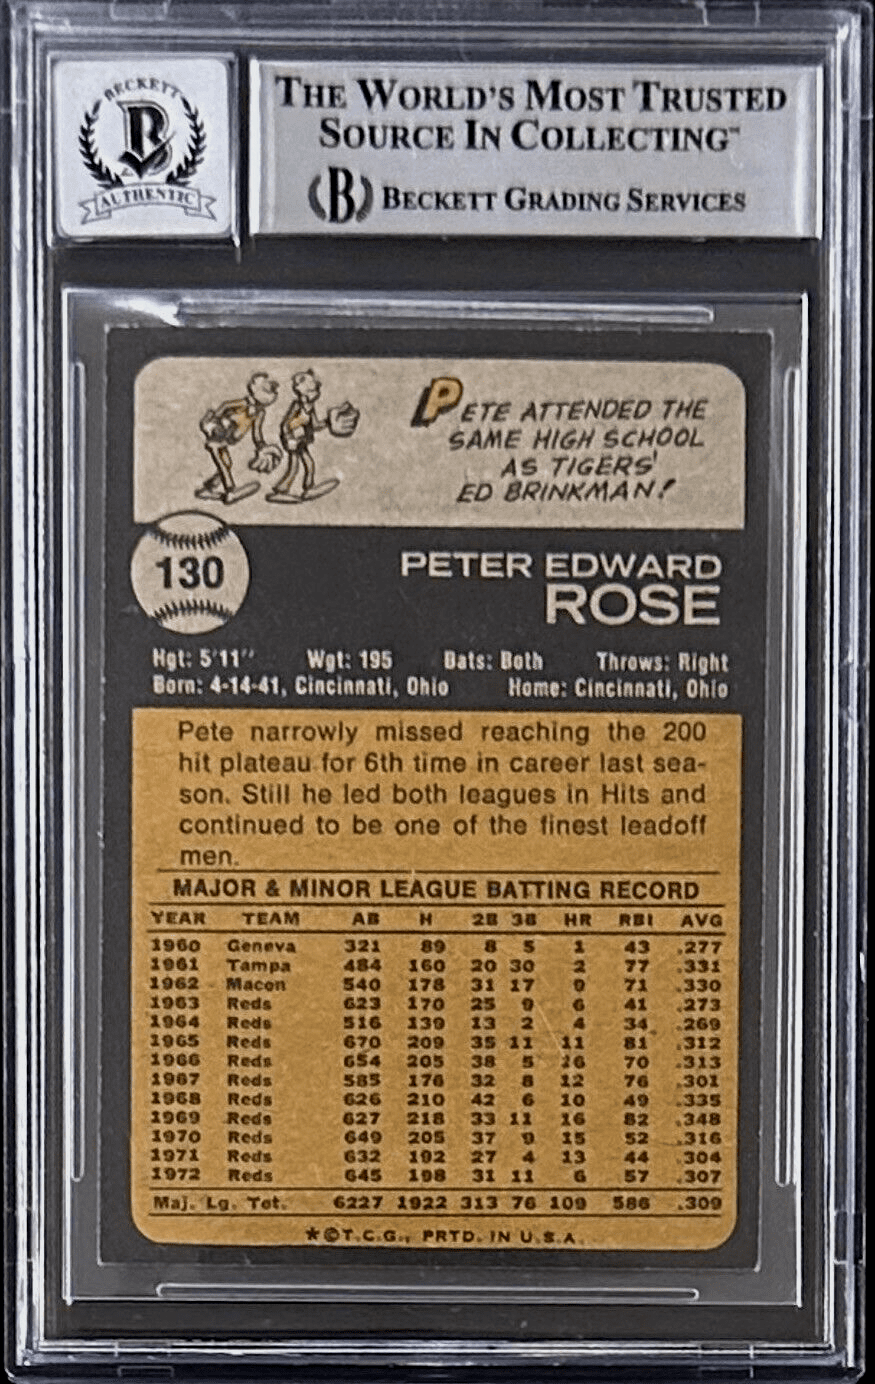 BECKETT
B
AUTHENTIC
THE WORLD'S MOST TRUSTED
SOURCE IN COLLECTING™
(B) BECKETT GRADING SERVICES
PETE ATTENDED THE
SAME HIGH SCHOOL
AS TIGERS'
ED BRINKMAN!
130
PETER EDWARD
ROSE
Hgt: 5'11" Wgt: 195 Bats: Both Throws: Right
Born: 4-14-41, Cincinnati, Ohio Home: Cincinnati, Ohio
Pete narrowly missed reaching the 200
hit plateau for 6th time in career last sea-
son. Still he led both leagues in Hits and
continued to be one of the finest leadoff
men.
MAJOR & MINOR LEAGUE BATTING RECORD
YEAR TEAM AB H 2B 3B HR RBI AVG
1960 Geneva 321 89 8 5 1 43 .277
1961 Tampa 484 160 20 30 2 77 .331
1962 Macon 540 178 31 17 9 71 .330
1963 Reds 623 170 25 9 6 41 .273
1964 Reds 516 139 13 2 4 34 .269
1965 Reds 670 209 35 11 11 81 .312
1966 Reds 654 205 38 5 16 70 .313
1967 Reds 585 176 32 8 12 76 .301
1968 Reds 626 210 42 6 10 49 .335
1969 Reds 627 218 33 11 16 82 .348
1970 Reds 649 205 37 9 15 52 .316
1971 Reds 632 192 27 4 13 44 .304
1972 Reds 645 198 31 11 6 57 .307
Maj. Lg. Tot. 6227 1922 313 76 109 586 .309
★©T.C.G., PRTD. IN U.S.A.